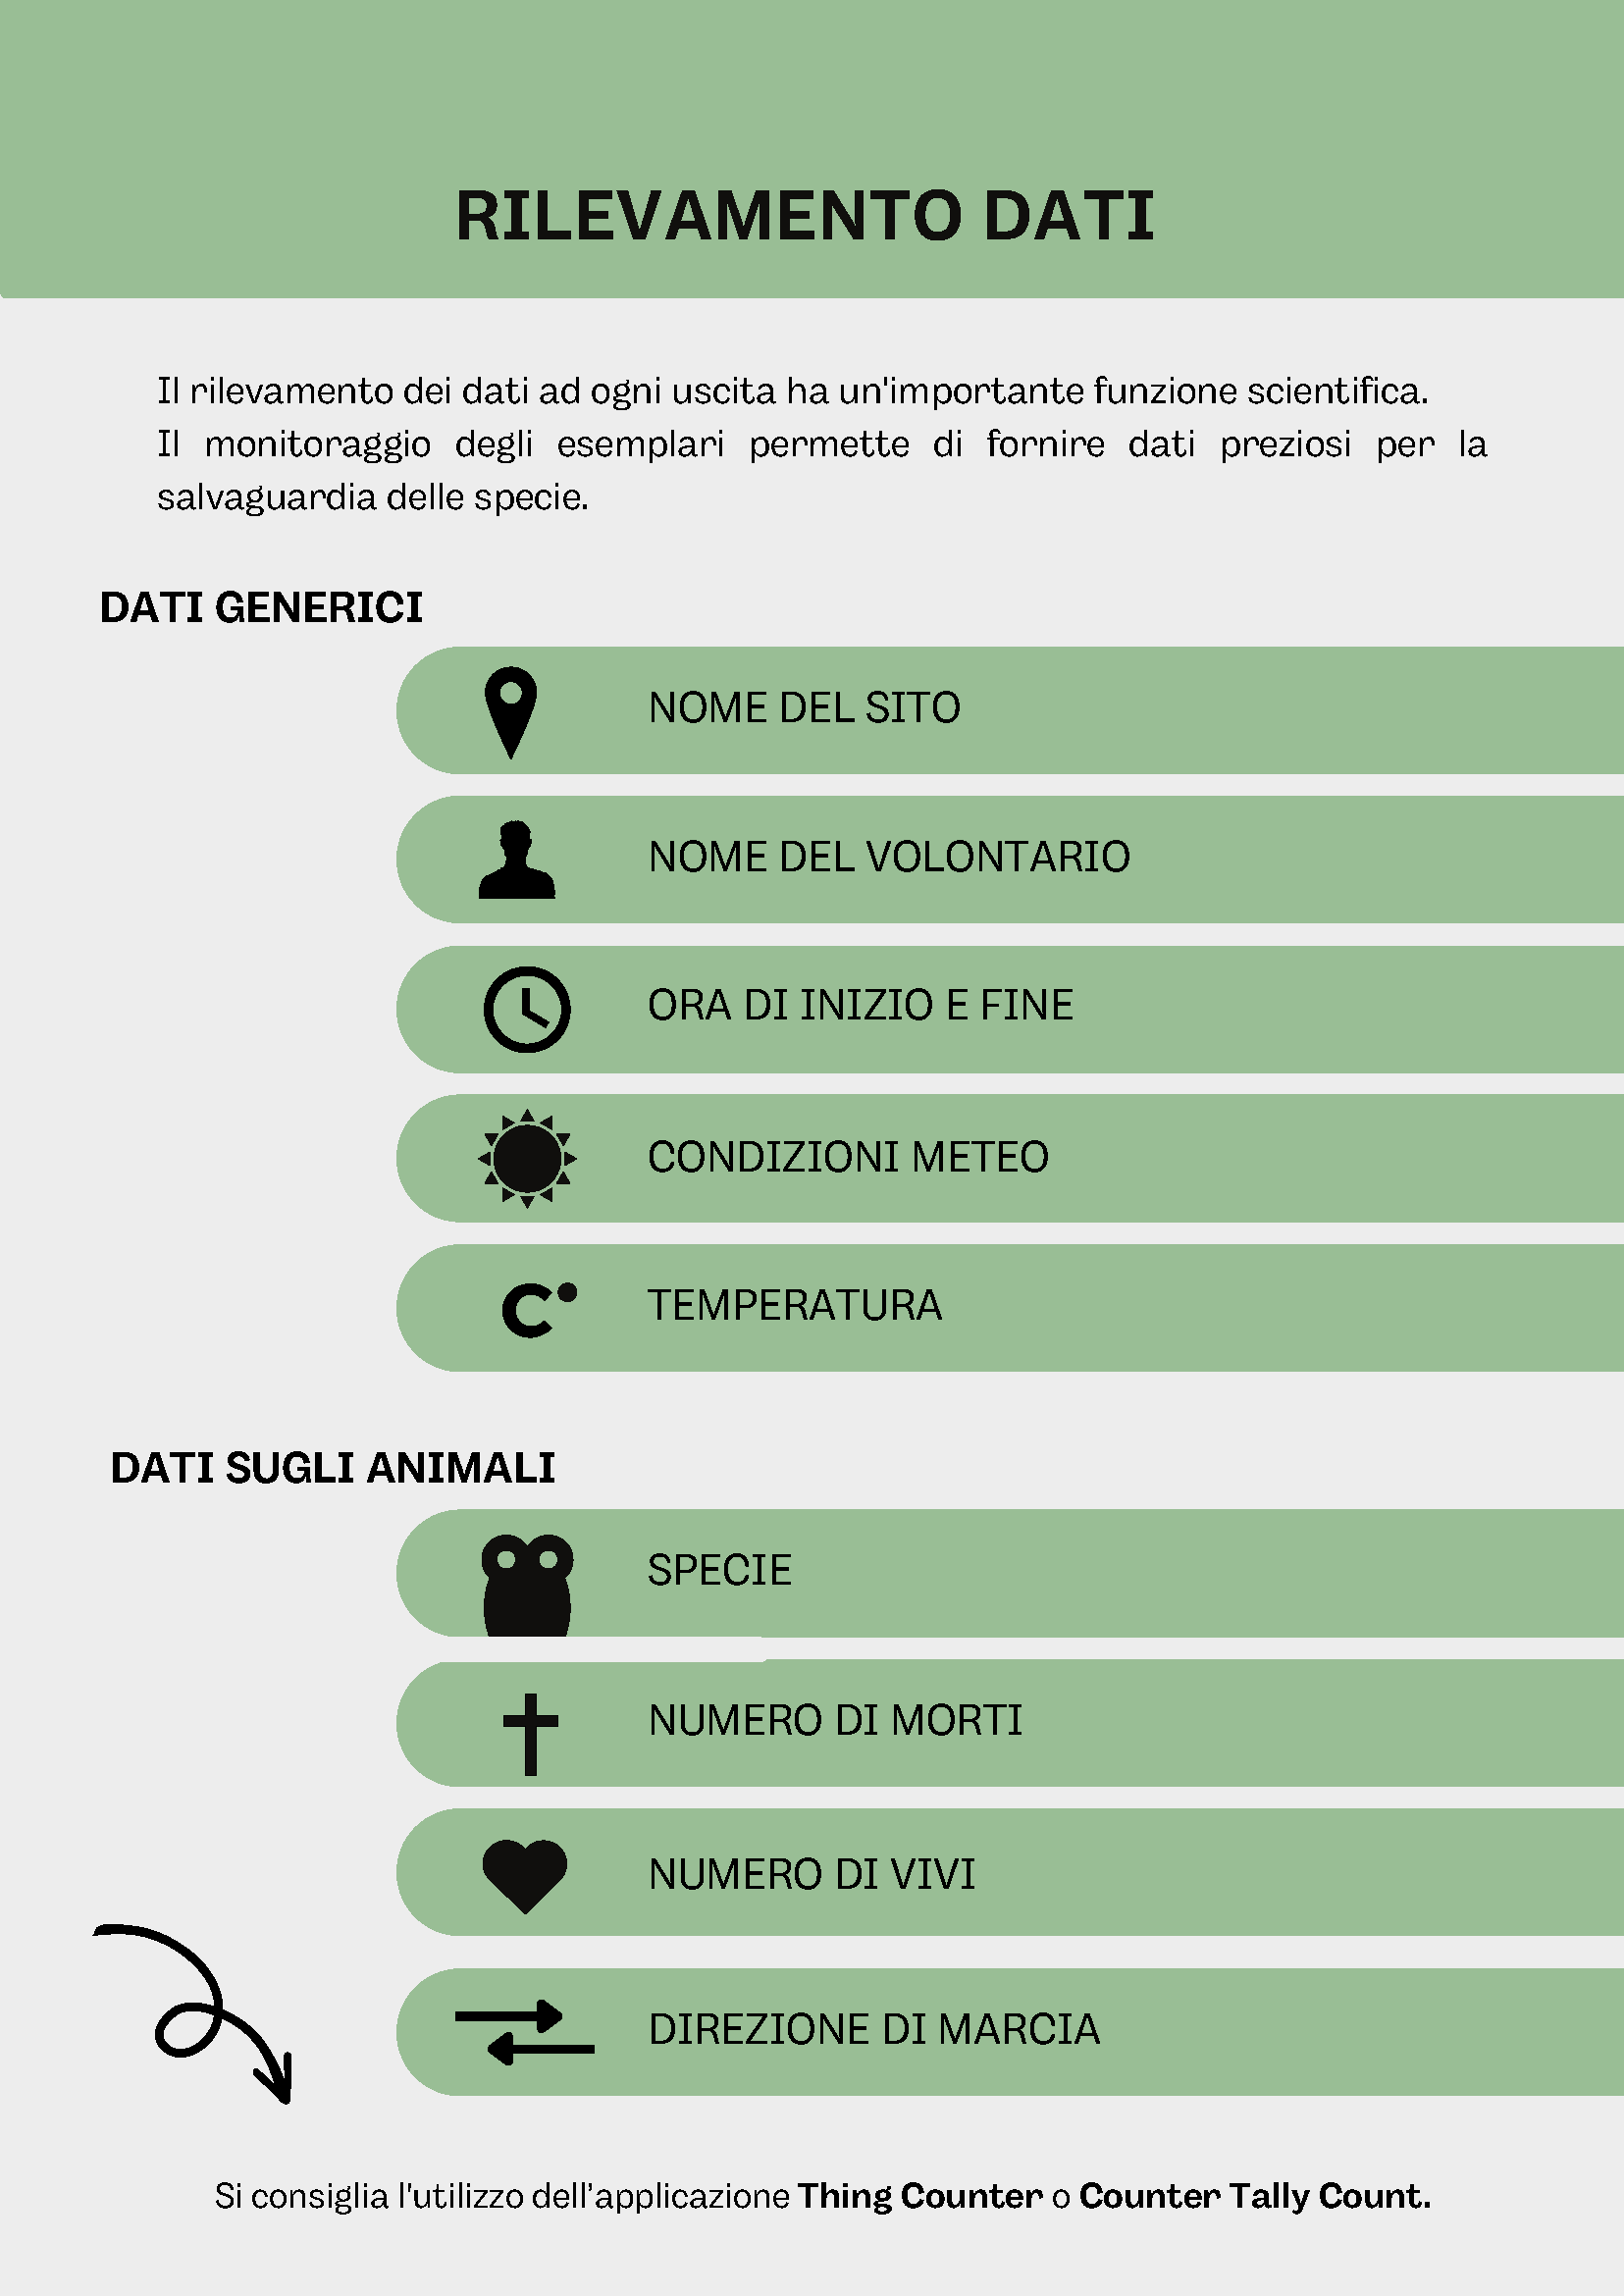 RILEVAMENTO DATI
Il rilevamento dei dati ad ogni uscita ha un'importante funzione scientifica.
Il monitoraggio degli esemplari permette di fornire dati preziosi per la
salvaguardia delle specie.
DATI GENERICI
NOME DEL SITO
NOME DEL VOLONTARIO
ORA DI INIZIO E FINE
CONDIZIONI METEO
C° TEMPERATURA
DATI SUGLI ANIMALI
SPECIE
NUMERO DI MORTI
NUMERO DI VIVI
DIREZIONE DI MARCIA
Si consiglia l'utilizzo dell’applicazione Thing Counter o Counter Tally Count.